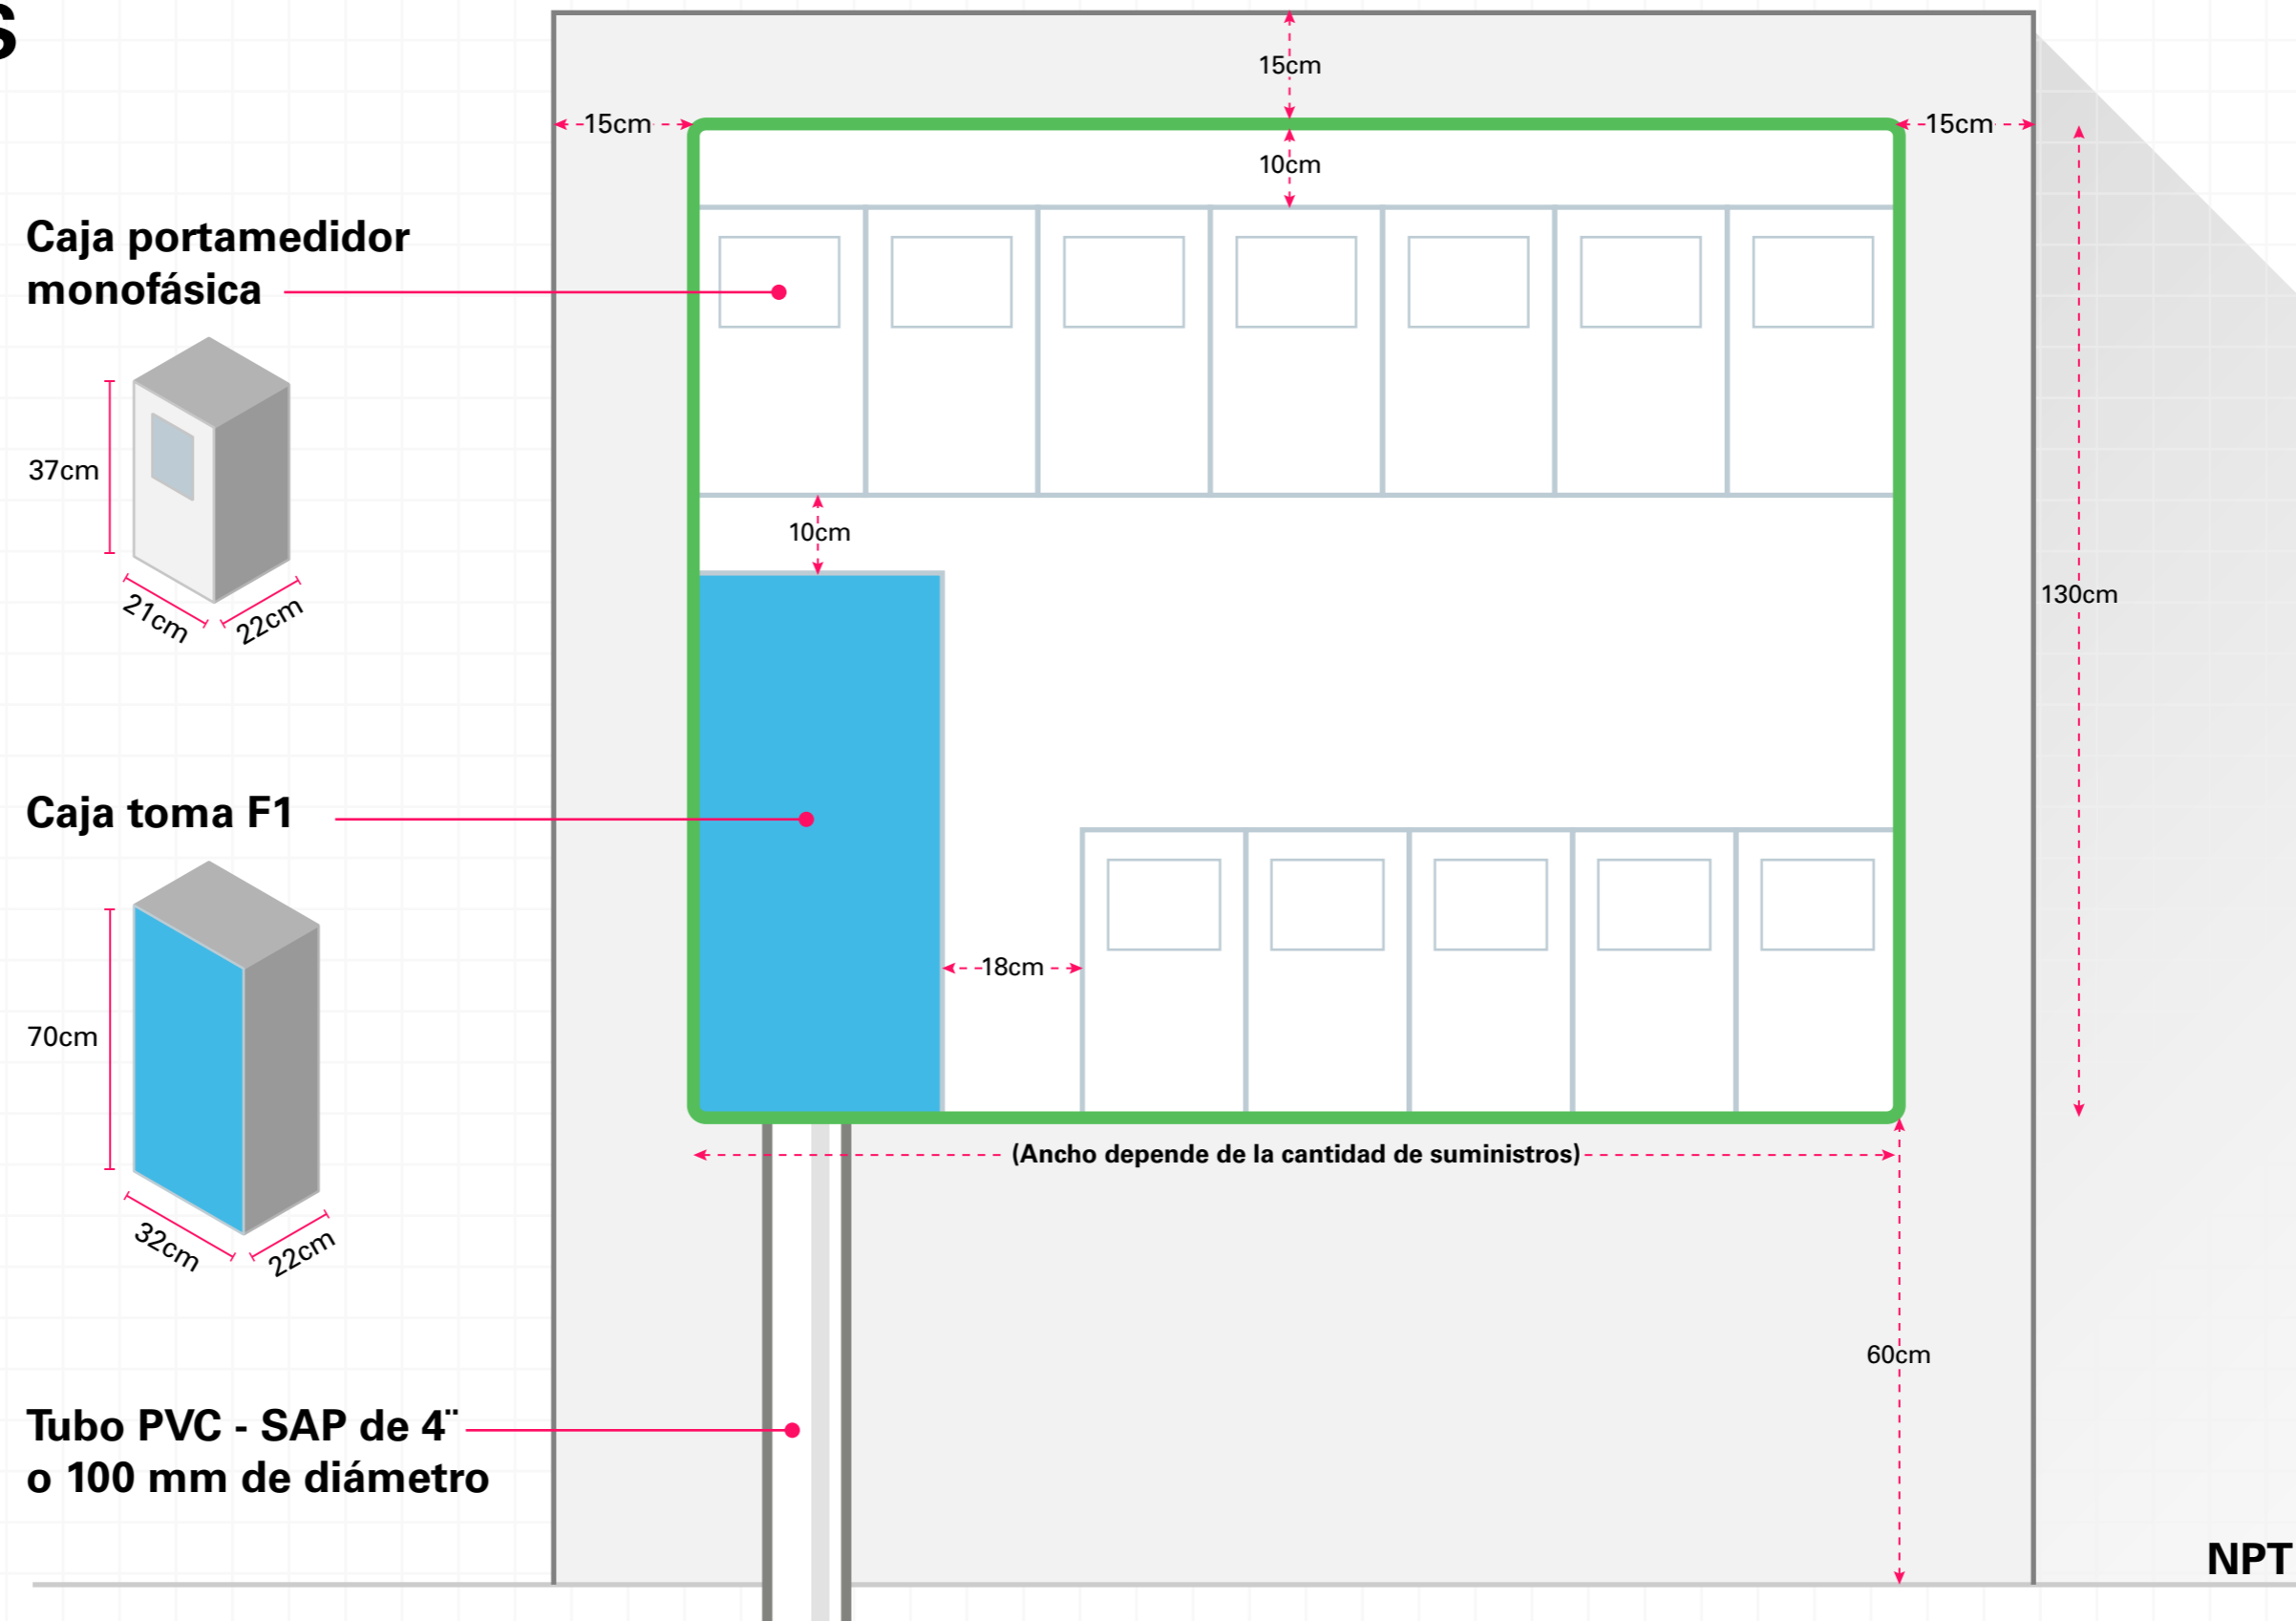 S
15cm
15cm
15cm
10cm
Caja portamedidor
monofásica
37cm
21cm
22cm
10cm
130cm
Caja toma F1
18cm
70cm
32cm
22cm
(Ancho depende de la cantidad de suministros)
60cm
Tubo PVC - SAP de 4¨
o 100 mm de diámetro
NPT